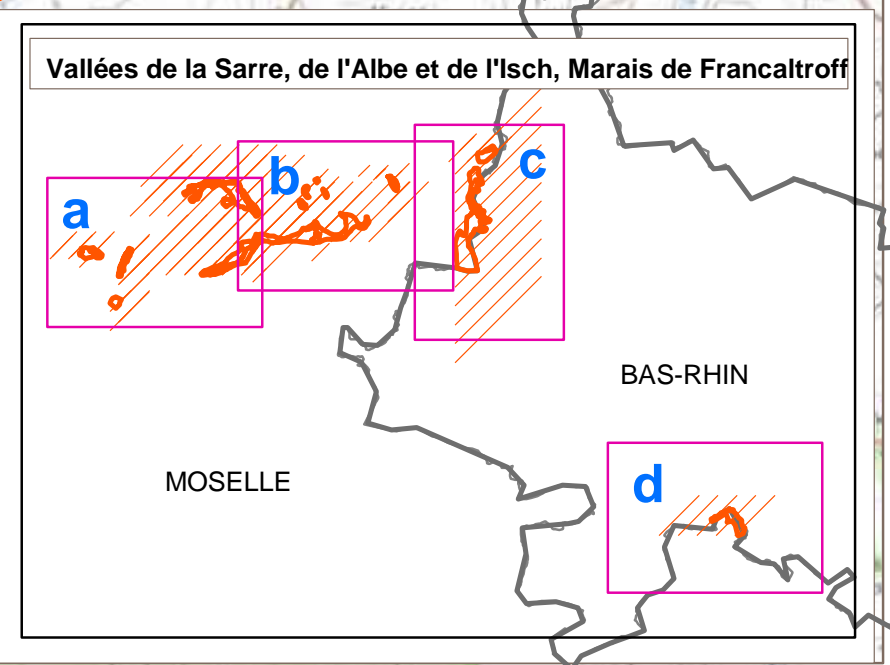 Vallées de la Sarre, de l'Albe et de l'Isch, Marais de Francaltroff
a
b
c
BAS-RHIN
MOSELLE
d